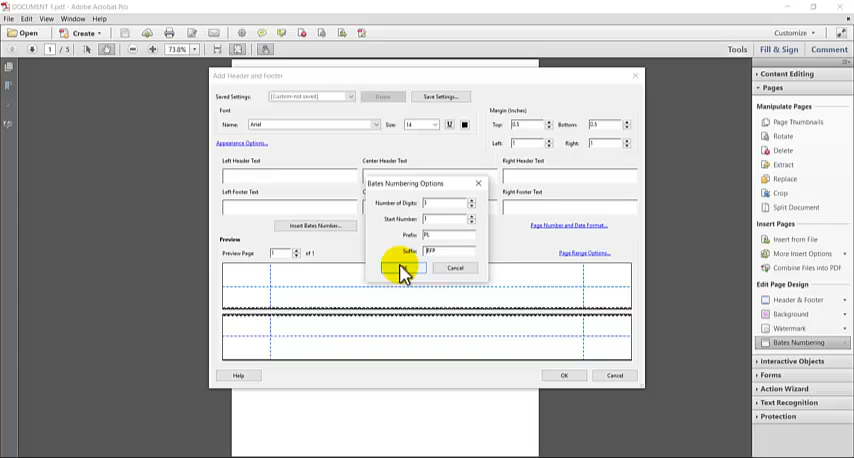 DOCUMENT 1.pdf - Adobe Acrobat Pro
File Edit View Window Help
Open Create Customize
1 / 5 73.8% Tools Fill & Sign Comment
Add Header and Footer
Saved Settings: [Custom-not saved] Delete Save Settings...
Font
Name: Arial Size: 14 U
Appearance Options...
Margin (Inches)
Top: 0.5 Bottom: 0.5
Left: 1 Right: 1
Left Header Text Center Header Text Right Header Text
Left Footer Text Right Footer Text
Insert Bates Number... Page Number and Date Format...
Preview
Preview Page 1 of 1 Page Range Options...
Help OK Cancel
Bates Numbering Options
Number of Digits: 3
Start Number: 1
Prefix: PL
Suffix: RFP
Cancel
Content Editing
Pages
Manipulate Pages
Page Thumbnails
Rotate
Delete
Extract
Replace
Crop
Split Document
Insert Pages
Insert from File
More Insert Options
Combine Files into PDF
Edit Page Design
Header & Footer
Background
Watermark
Bates Numbering
Interactive Objects
Forms
Action Wizard
Text Recognition
Protection